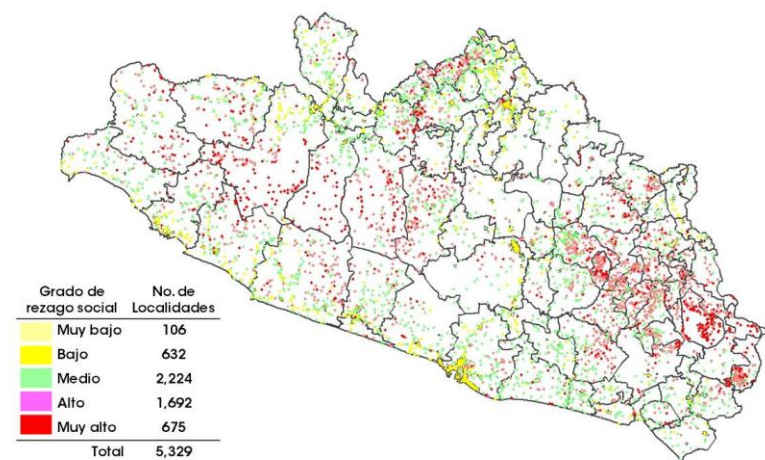 Grado de rezago social No. de Localidades
Muy bajo 106
Bajo 632
Medio 2,224
Alto 1,692
Muy alto 675
Total 5,329